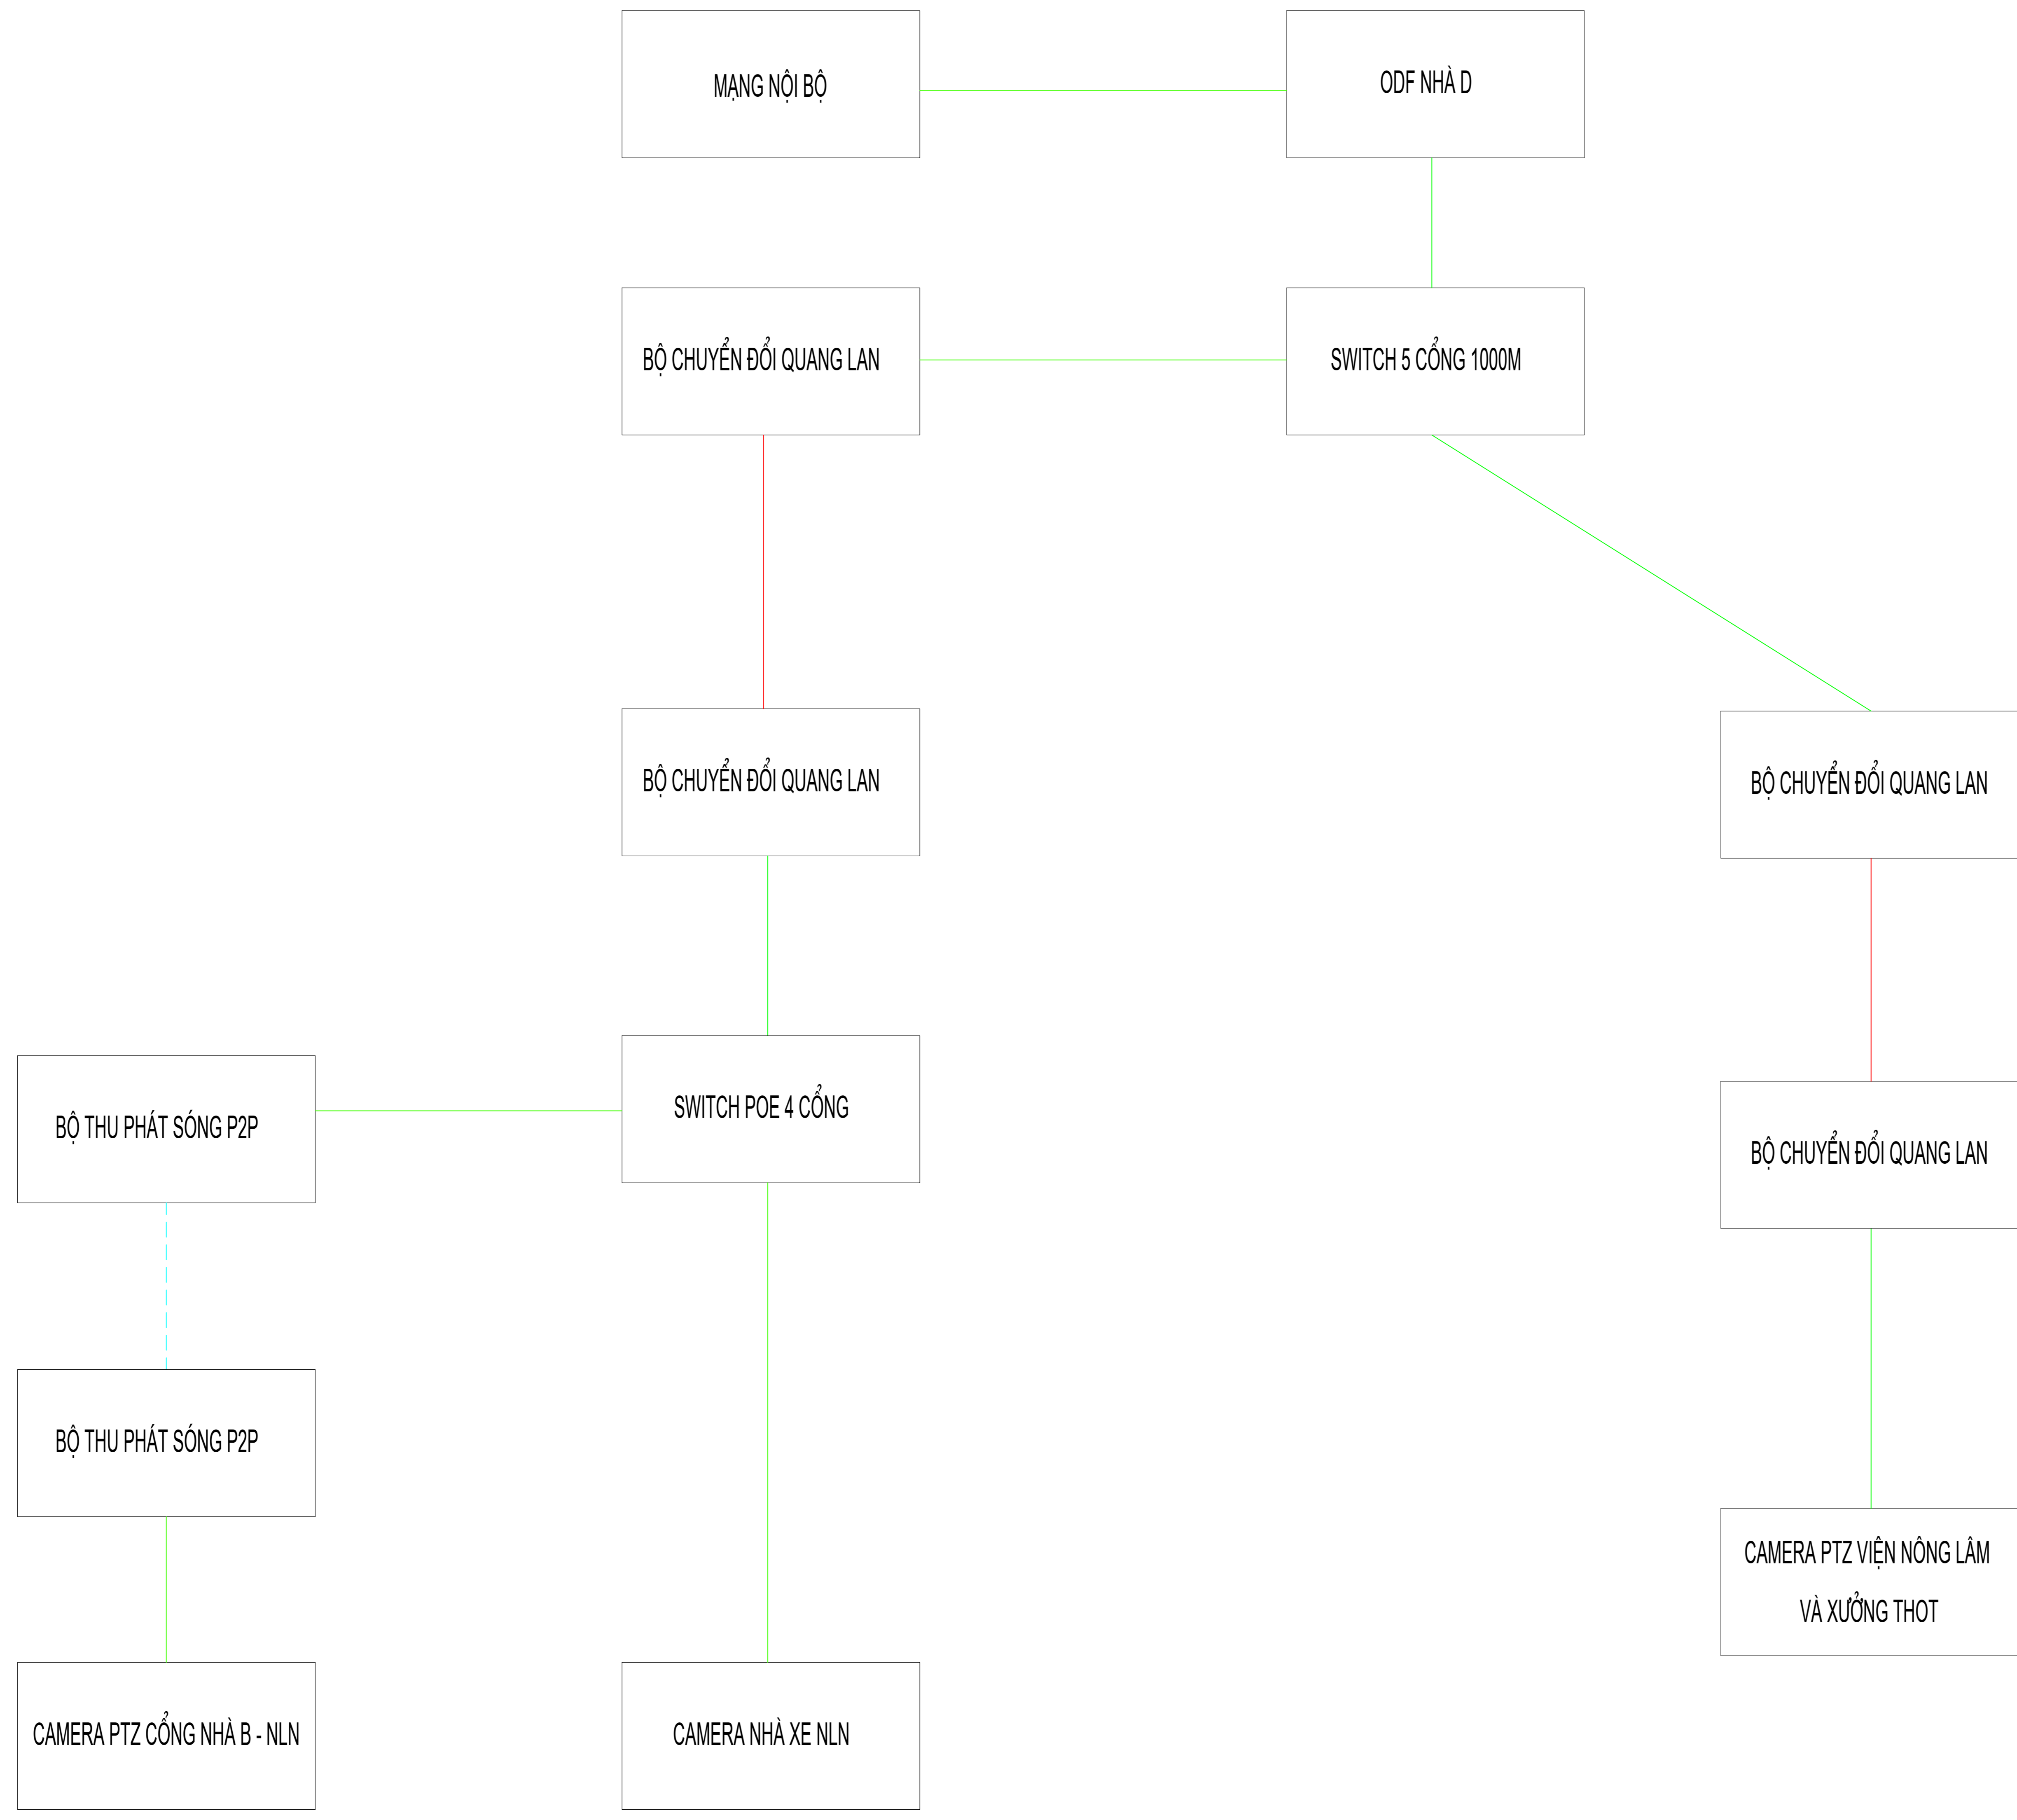 MẠNG NỘI BỘ
ODF NHÀ D
BỘ CHUYỂN ĐỔI QUANG LAN
SWITCH 5 CỔNG 1000M
BỘ CHUYỂN ĐỔI QUANG LAN
BỘ CHUYỂN ĐỔI QUANG LAN
BỘ THU PHÁT SÓNG P2P
SWITCH POE 4 CỔNG
BỘ CHUYỂN ĐỔI QUANG LAN
BỘ THU PHÁT SÓNG P2P
CAMERA PTZ VIỆN NÔNG LÂM
VÀ XƯỞNG THOT
CAMERA PTZ CỔNG NHÀ B - NLN
CAMERA NHÀ XE NLN